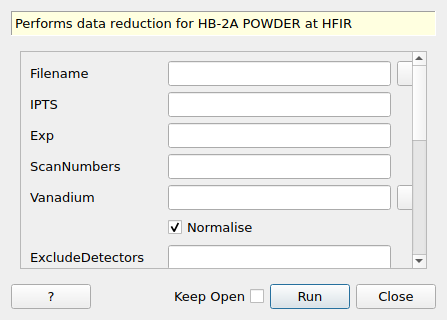 Performs data reduction for HB-2A POWDER at HFIR
Filename
IPTS
Exp
ScanNumbers
Vanadium
Normalise
ExcludeDetectors
? Keep Open Run Close